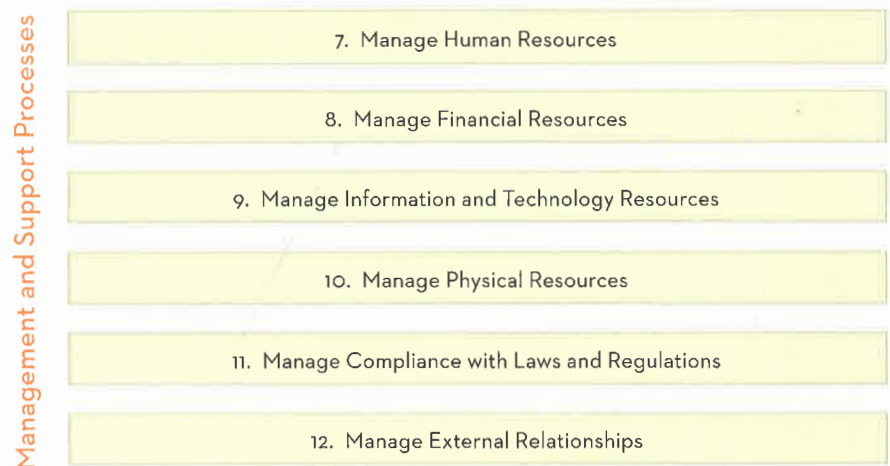 Management and Support Processes
7. Manage Human Resources
8. Manage Financial Resources
9. Manage Information and Technology Resources
10. Manage Physical Resources
11. Manage Compliance with Laws and Regulations
12. Manage External Relationships